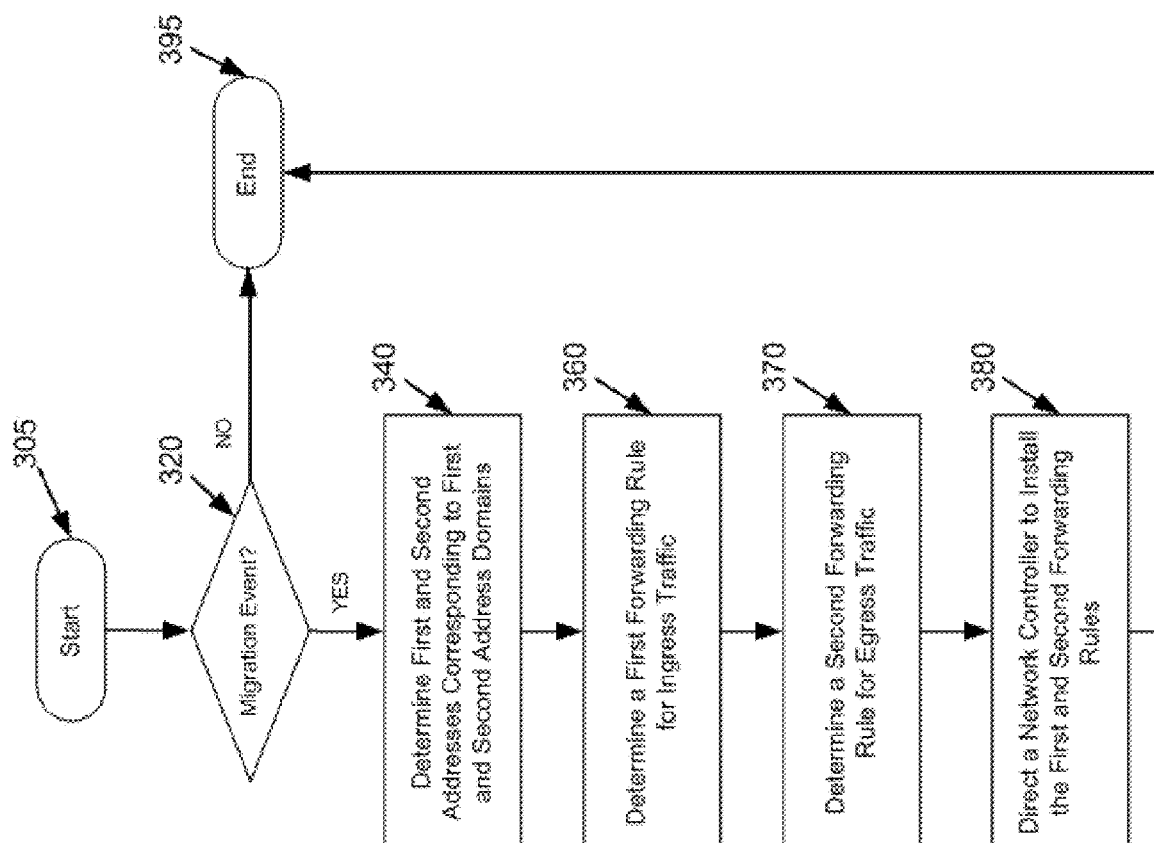 305
Start
320
Migration Event?
NO
395
End
YES
340
Determine First and Second
Addresses Corresponding to First
and Second Address Domains
360
Determine a First Forwarding Rule
for Ingress Traffic
370
Determine a Second Forwarding
Rule for Egress Traffic
380
Direct a Network Controller to Install
the First and Second Forwarding
Rules